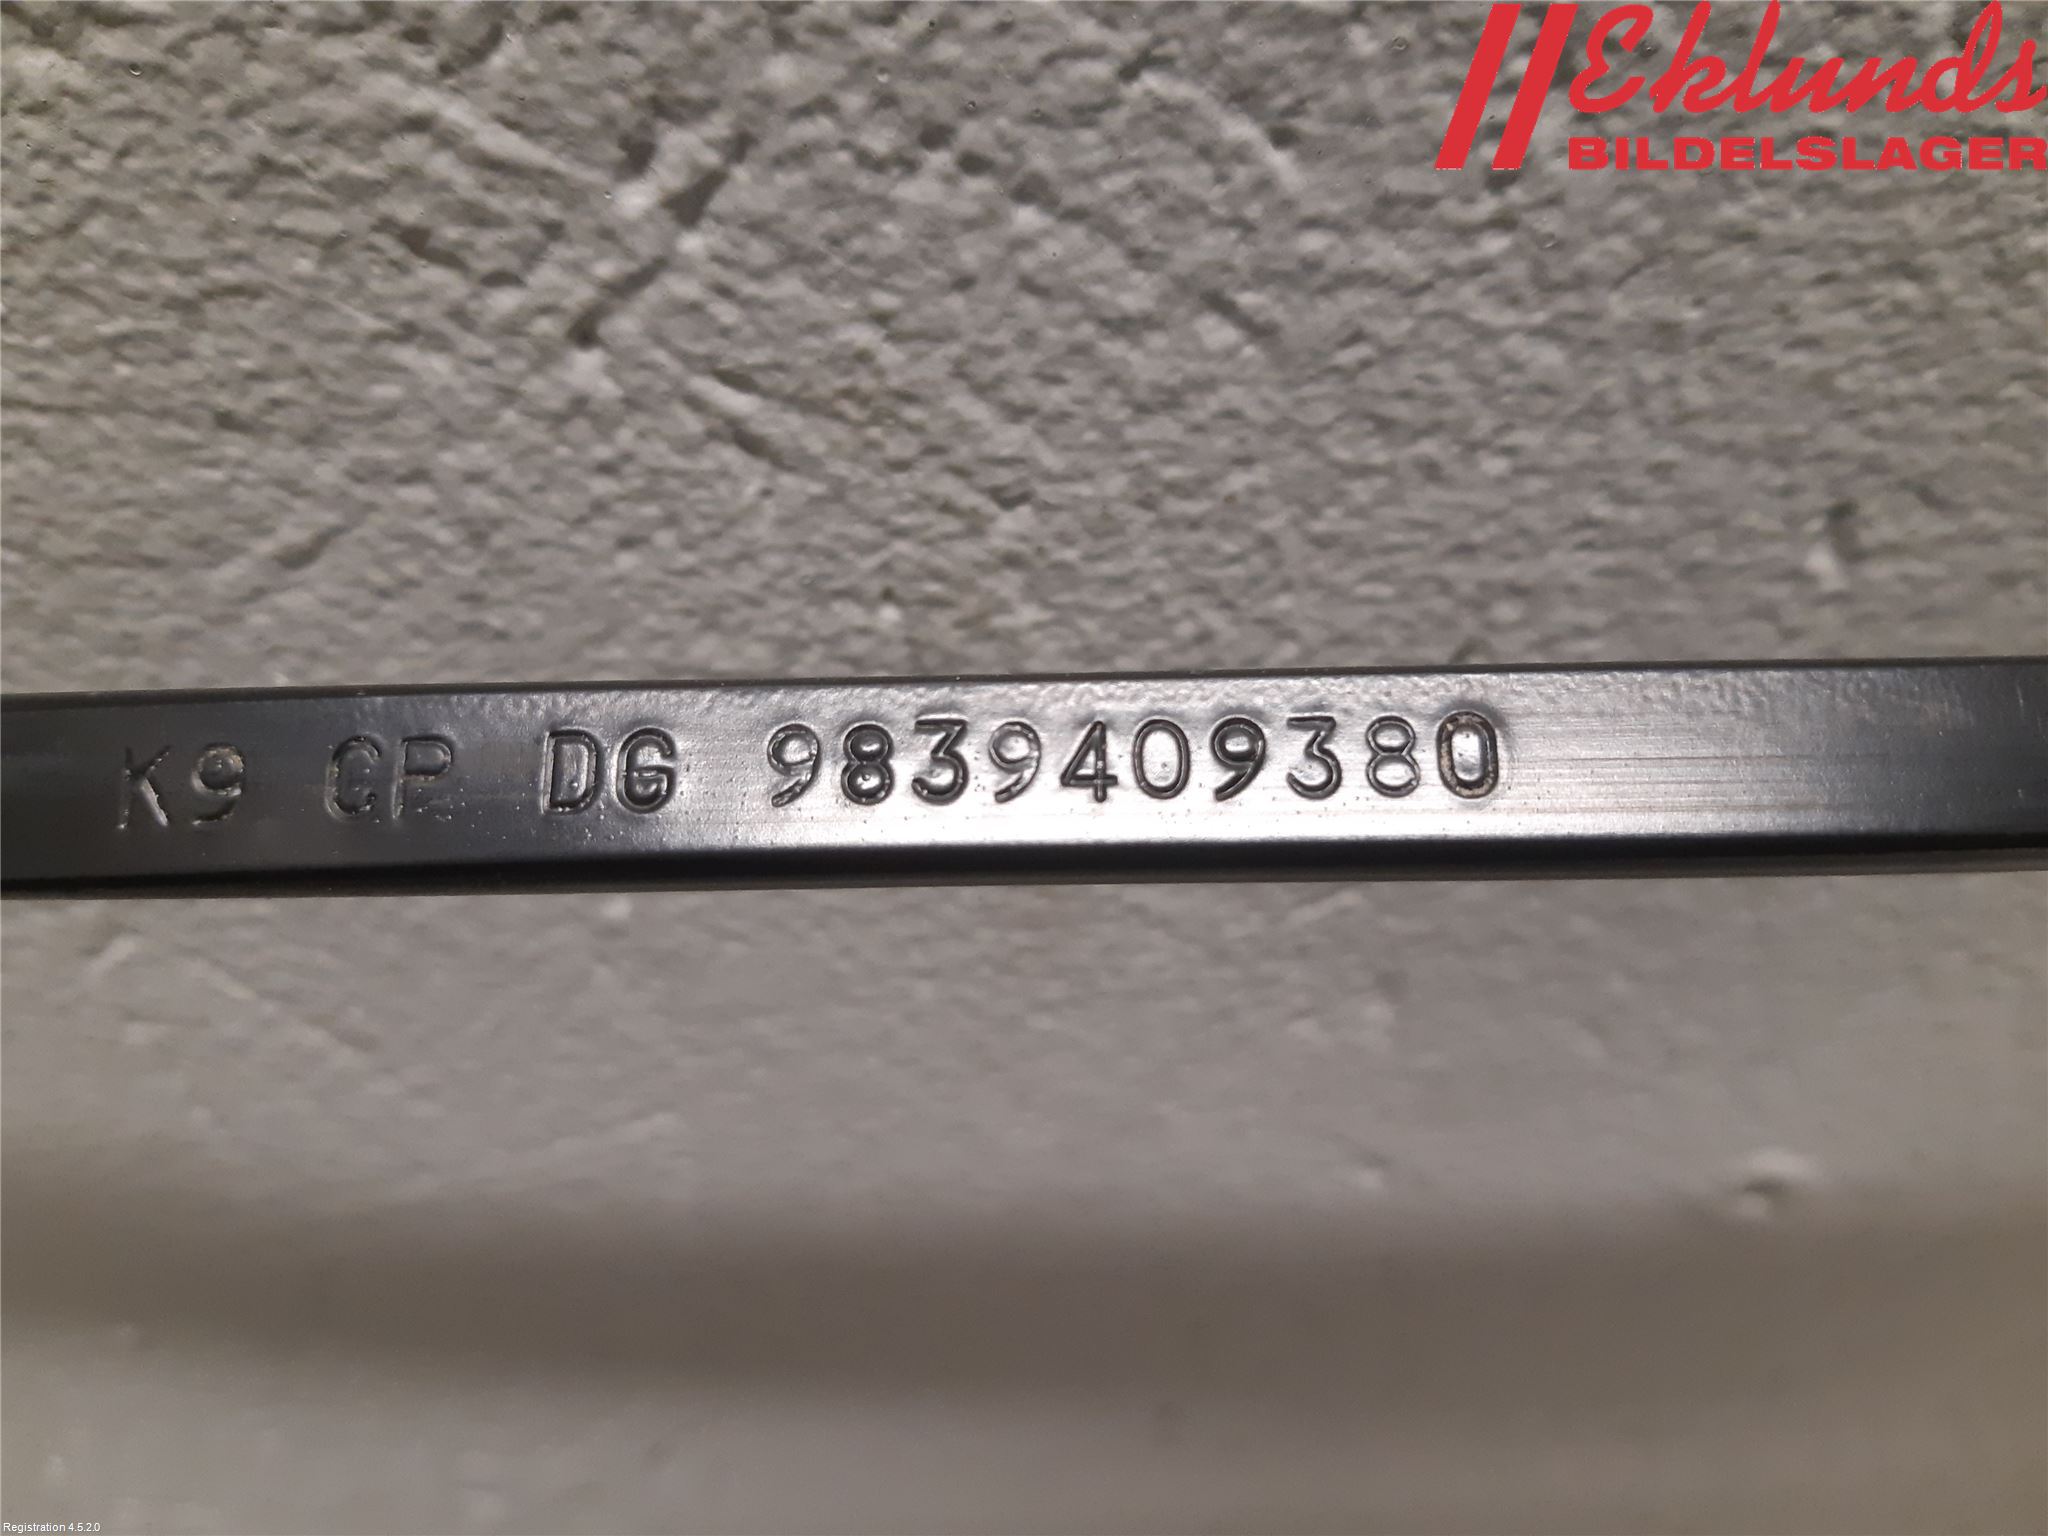 Eklunds
BILDELSLAGER
K9 CP DG 9839409380
Registration 4.5.2.0